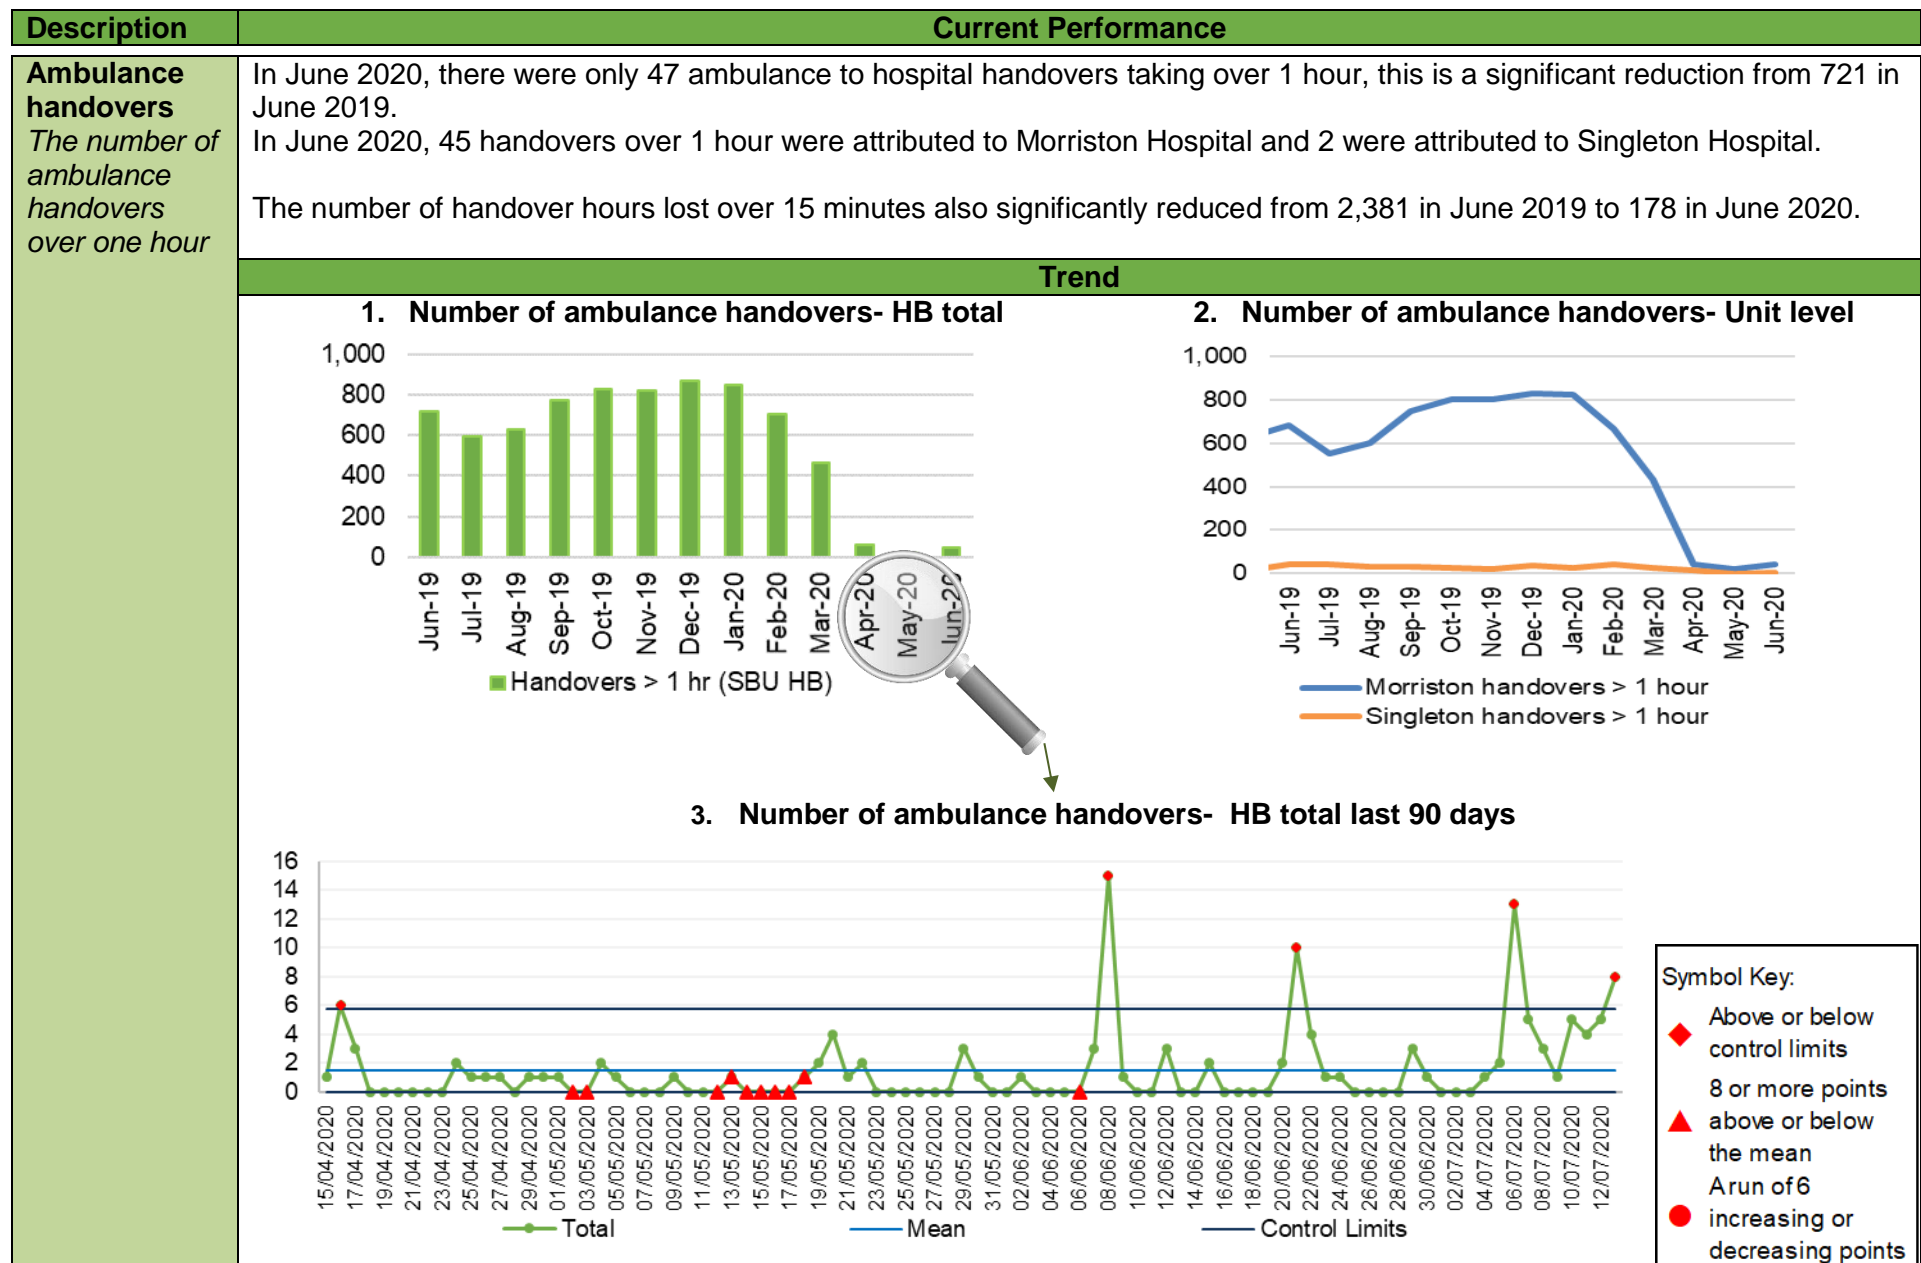 Description
Current Performance
Ambulance
handovers
The number of
ambulance
handovers
over one hour
In June 2020, there were only 47 ambulance to hospital handovers taking over 1 hour, this is a significant reduction from 721 in
June 2019.
In June 2020, 45 handovers over 1 hour were attributed to Morriston Hospital and 2 were attributed to Singleton Hospital.
The number of handover hours lost over 15 minutes also significantly reduced from 2,381 in June 2019 to 178 in June 2020.
Trend
1. Number of ambulance handovers- HB total
1,000
800
600
400
200
0
Jun-19
Jul-19
Aug-19
Sep-19
Oct-19
Nov-19
Dec-19
Jan-20
Feb-20
Mar-20
Apr-20
May-20
Jun-20
Handovers > 1 hr (SBU HB)
2. Number of ambulance handovers- Unit level
1,000
800
600
400
200
0
Jun-19
Jul-19
Aug-19
Sep-19
Oct-19
Nov-19
Dec-19
Jan-20
Feb-20
Mar-20
Apr-20
May-20
Jun-20
Morriston handovers > 1 hour
Singleton handovers > 1 hour
3. Number of ambulance handovers- HB total last 90 days
16
14
12
10
8
6
4
2
0
15/04/2020
17/04/2020
19/04/2020
21/04/2020
23/04/2020
25/04/2020
27/04/2020
29/04/2020
01/05/2020
03/05/2020
05/05/2020
07/05/2020
09/05/2020
11/05/2020
13/05/2020
15/05/2020
17/05/2020
19/05/2020
21/05/2020
23/05/2020
25/05/2020
27/05/2020
29/05/2020
31/05/2020
02/06/2020
04/06/2020
06/06/2020
08/06/2020
10/06/2020
12/06/2020
14/06/2020
16/06/2020
18/06/2020
20/06/2020
22/06/2020
24/06/2020
26/06/2020
28/06/2020
30/06/2020
02/07/2020
04/07/2020
06/07/2020
08/07/2020
10/07/2020
12/07/2020
Total
Mean
Control Limits
Symbol Key:
Above or below
control limits
8 or more points
above or below
the mean
A run of 6
increasing or
decreasing points